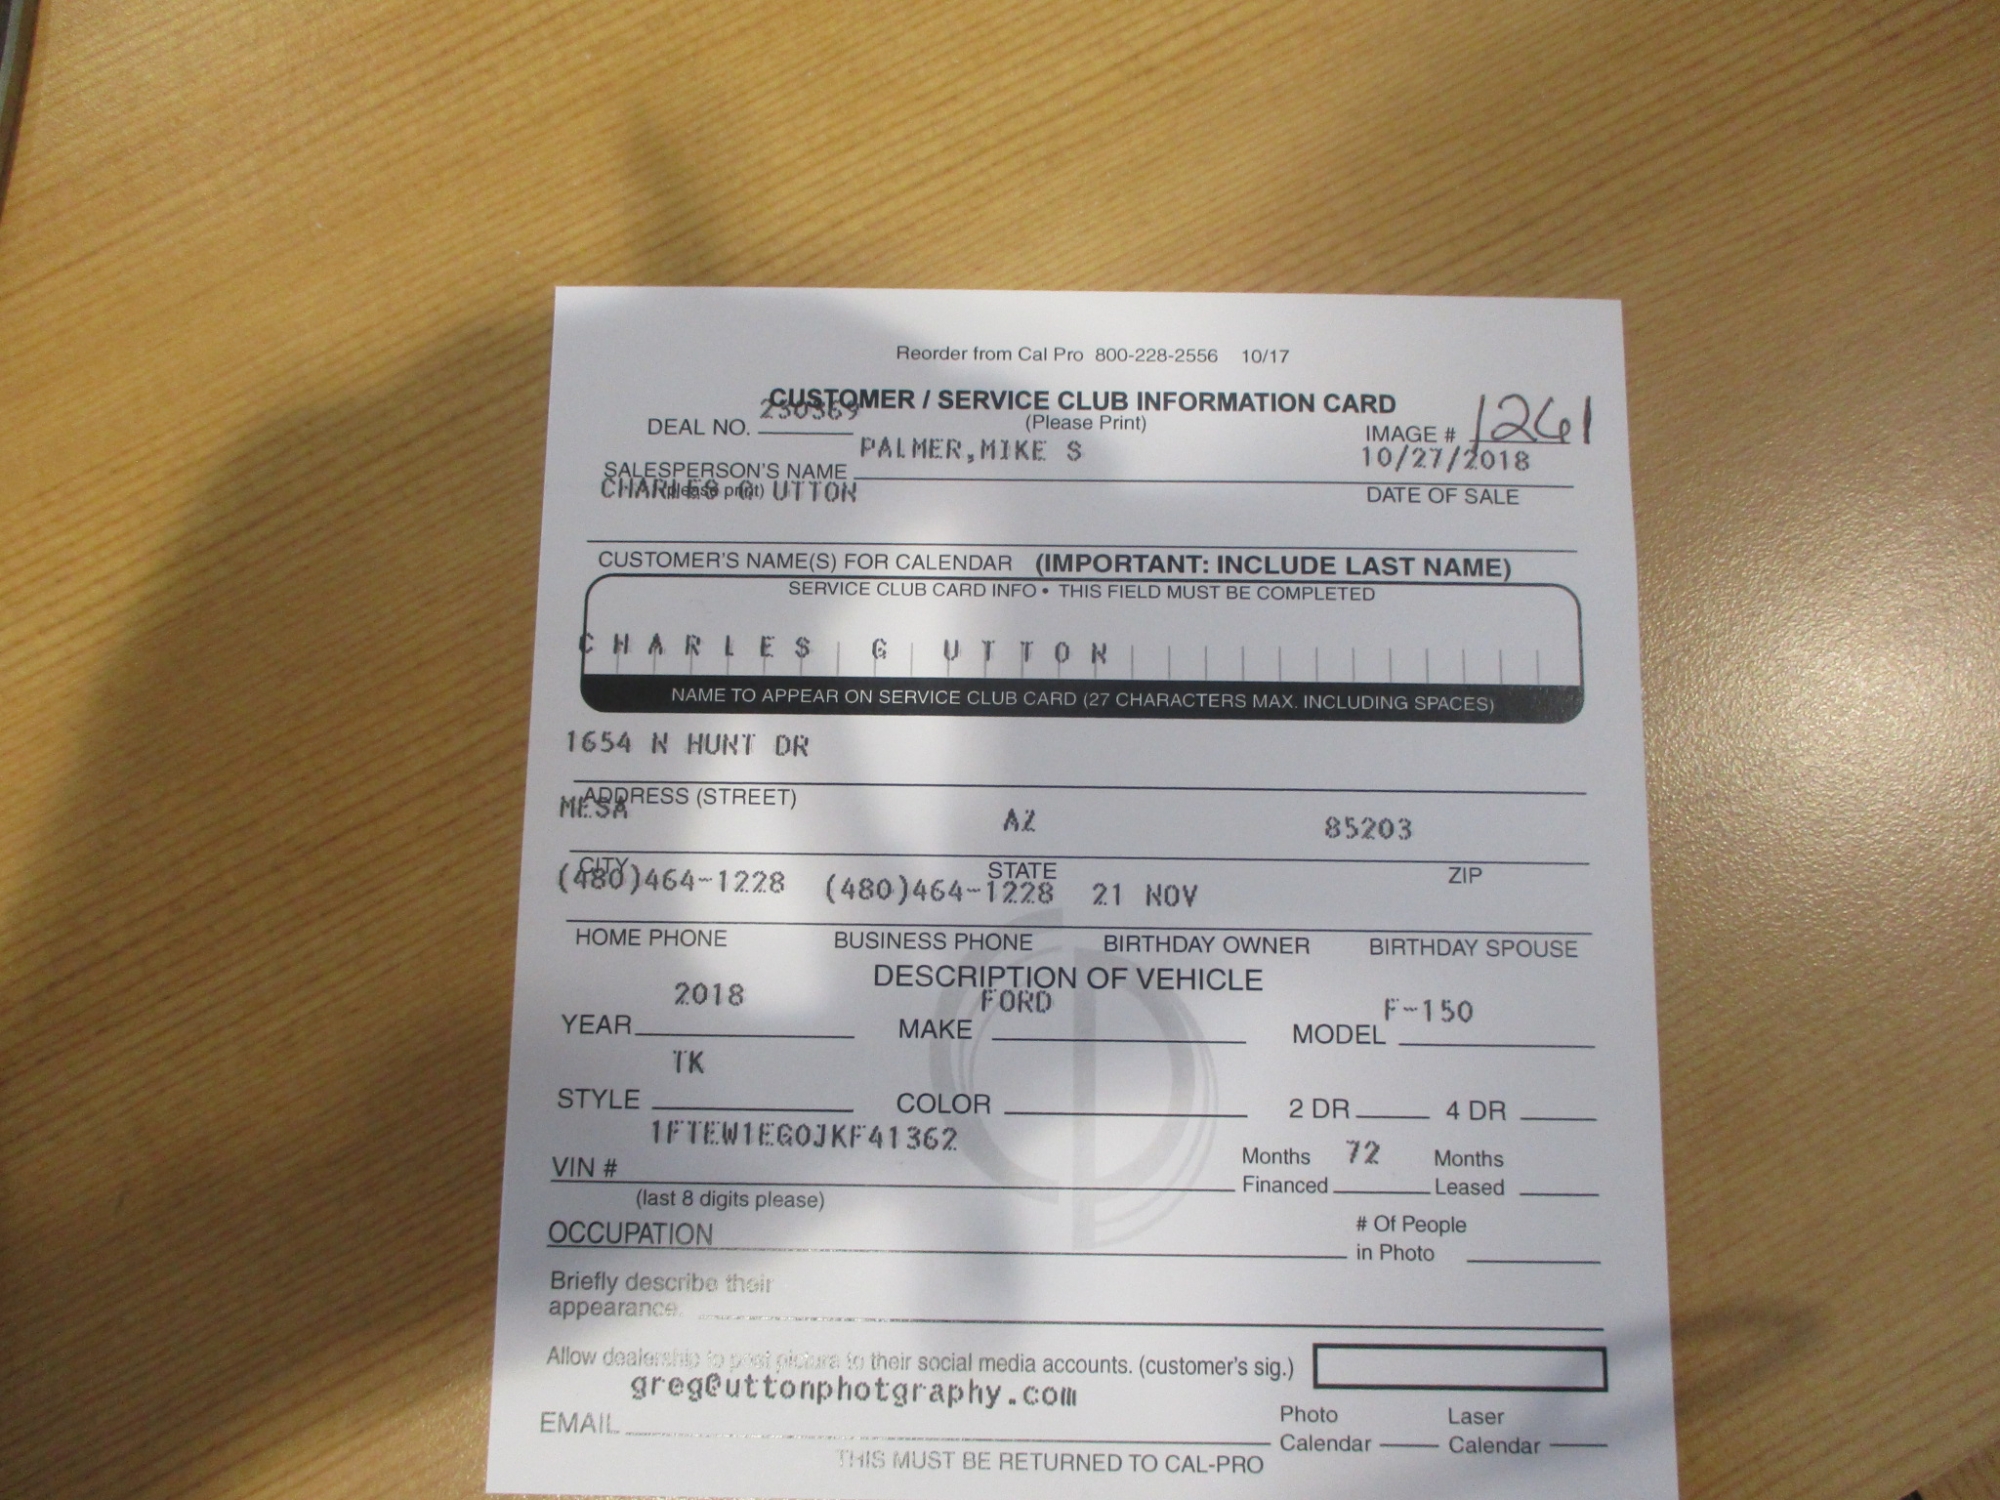 Reorder from Cal Pro 800-228-2556 10/17
CUSTOMER / SERVICE CLUB INFORMATION CARD
DEAL NO. 230369 (Please Print) IMAGE # 1261
PALMER,MIKE S 10/27/2018
SALESPERSON'S NAME
(please print) DATE OF SALE
CHARLES G UTTON
CUSTOMER'S NAME(S) FOR CALENDAR (IMPORTANT: INCLUDE LAST NAME)
SERVICE CLUB CARD INFO • THIS FIELD MUST BE COMPLETED
CHARLES G UTTON
NAME TO APPEAR ON SERVICE CLUB CARD (27 CHARACTERS MAX. INCLUDING SPACES)
1654 N HUNT DR
ADDRESS (STREET)
MESA AZ 85203
CITY STATE ZIP
(480)464-1228 (480)464-1228 21 NOV
HOME PHONE BUSINESS PHONE BIRTHDAY OWNER BIRTHDAY SPOUSE
DESCRIPTION OF VEHICLE
2018 FORD F-150
YEAR MAKE MODEL
TK
STYLE COLOR 2 DR 4 DR
1FTEW1EG0JKF41362
VIN # Months Financed 72 Months Leased
(last 8 digits please)
OCCUPATION # Of People in Photo
Briefly describe their
appearance.
Allow dealership to post picture to their social media accounts. (customer's sig.)
greg@uttonphotgraphy.com
EMAIL Photo Calendar Laser Calendar
THIS MUST BE RETURNED TO CAL-PRO